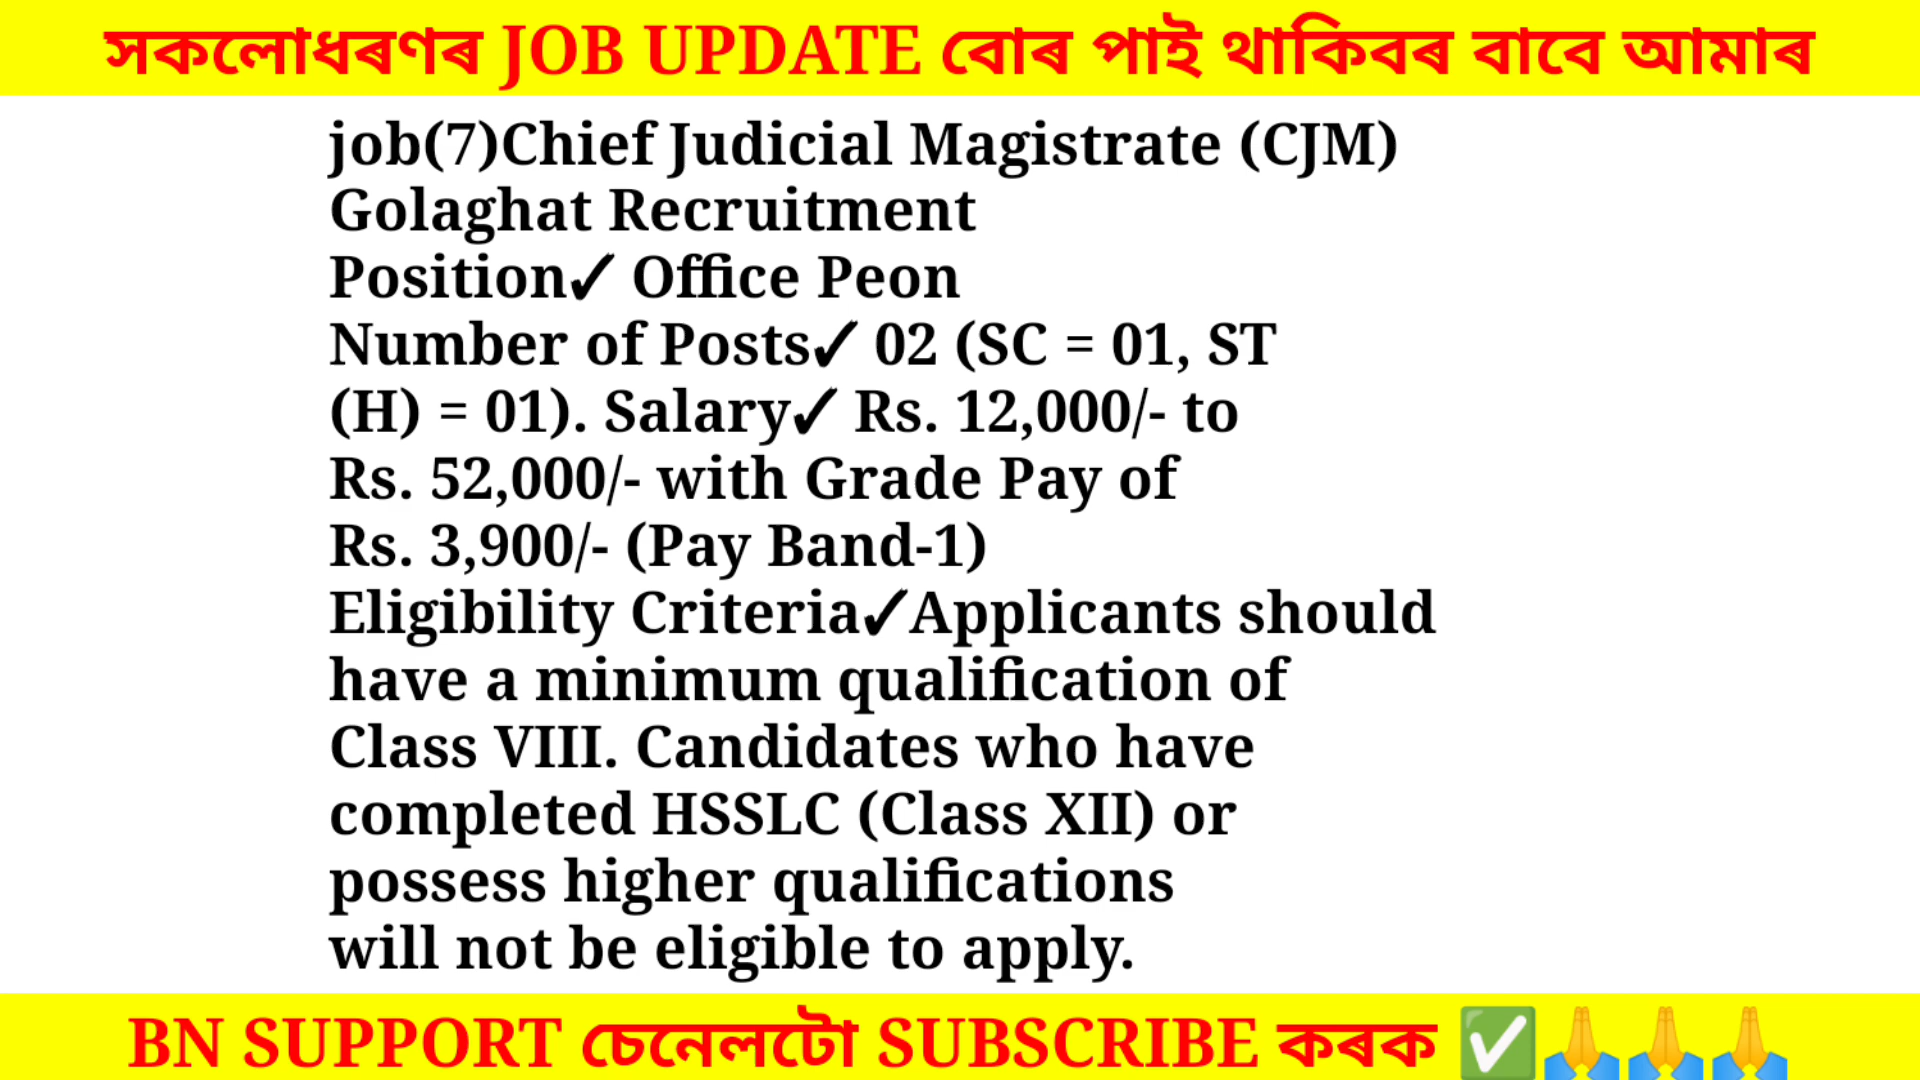 সকলোধৰণৰ JOB UPDATE বোৰ পাই থাকিবৰ বাবে আমাৰ
job(7)Chief Judicial Magistrate (CJM)
Golaghat Recruitment
Position✓ Office Peon
Number of Posts✓ 02 (SC = 01, ST
(H) = 01). Salary✓ Rs. 12,000/- to
Rs. 52,000/- with Grade Pay of
Rs. 3,900/- (Pay Band-1)
Eligibility Criteria✓Applicants should
have a minimum qualification of
Class VIII. Candidates who have
completed HSSLC (Class XII) or
possess higher qualifications
will not be eligible to apply.
BN SUPPORT চেনেলটো SUBSCRIBE কৰক ✅🙏🙏🙏